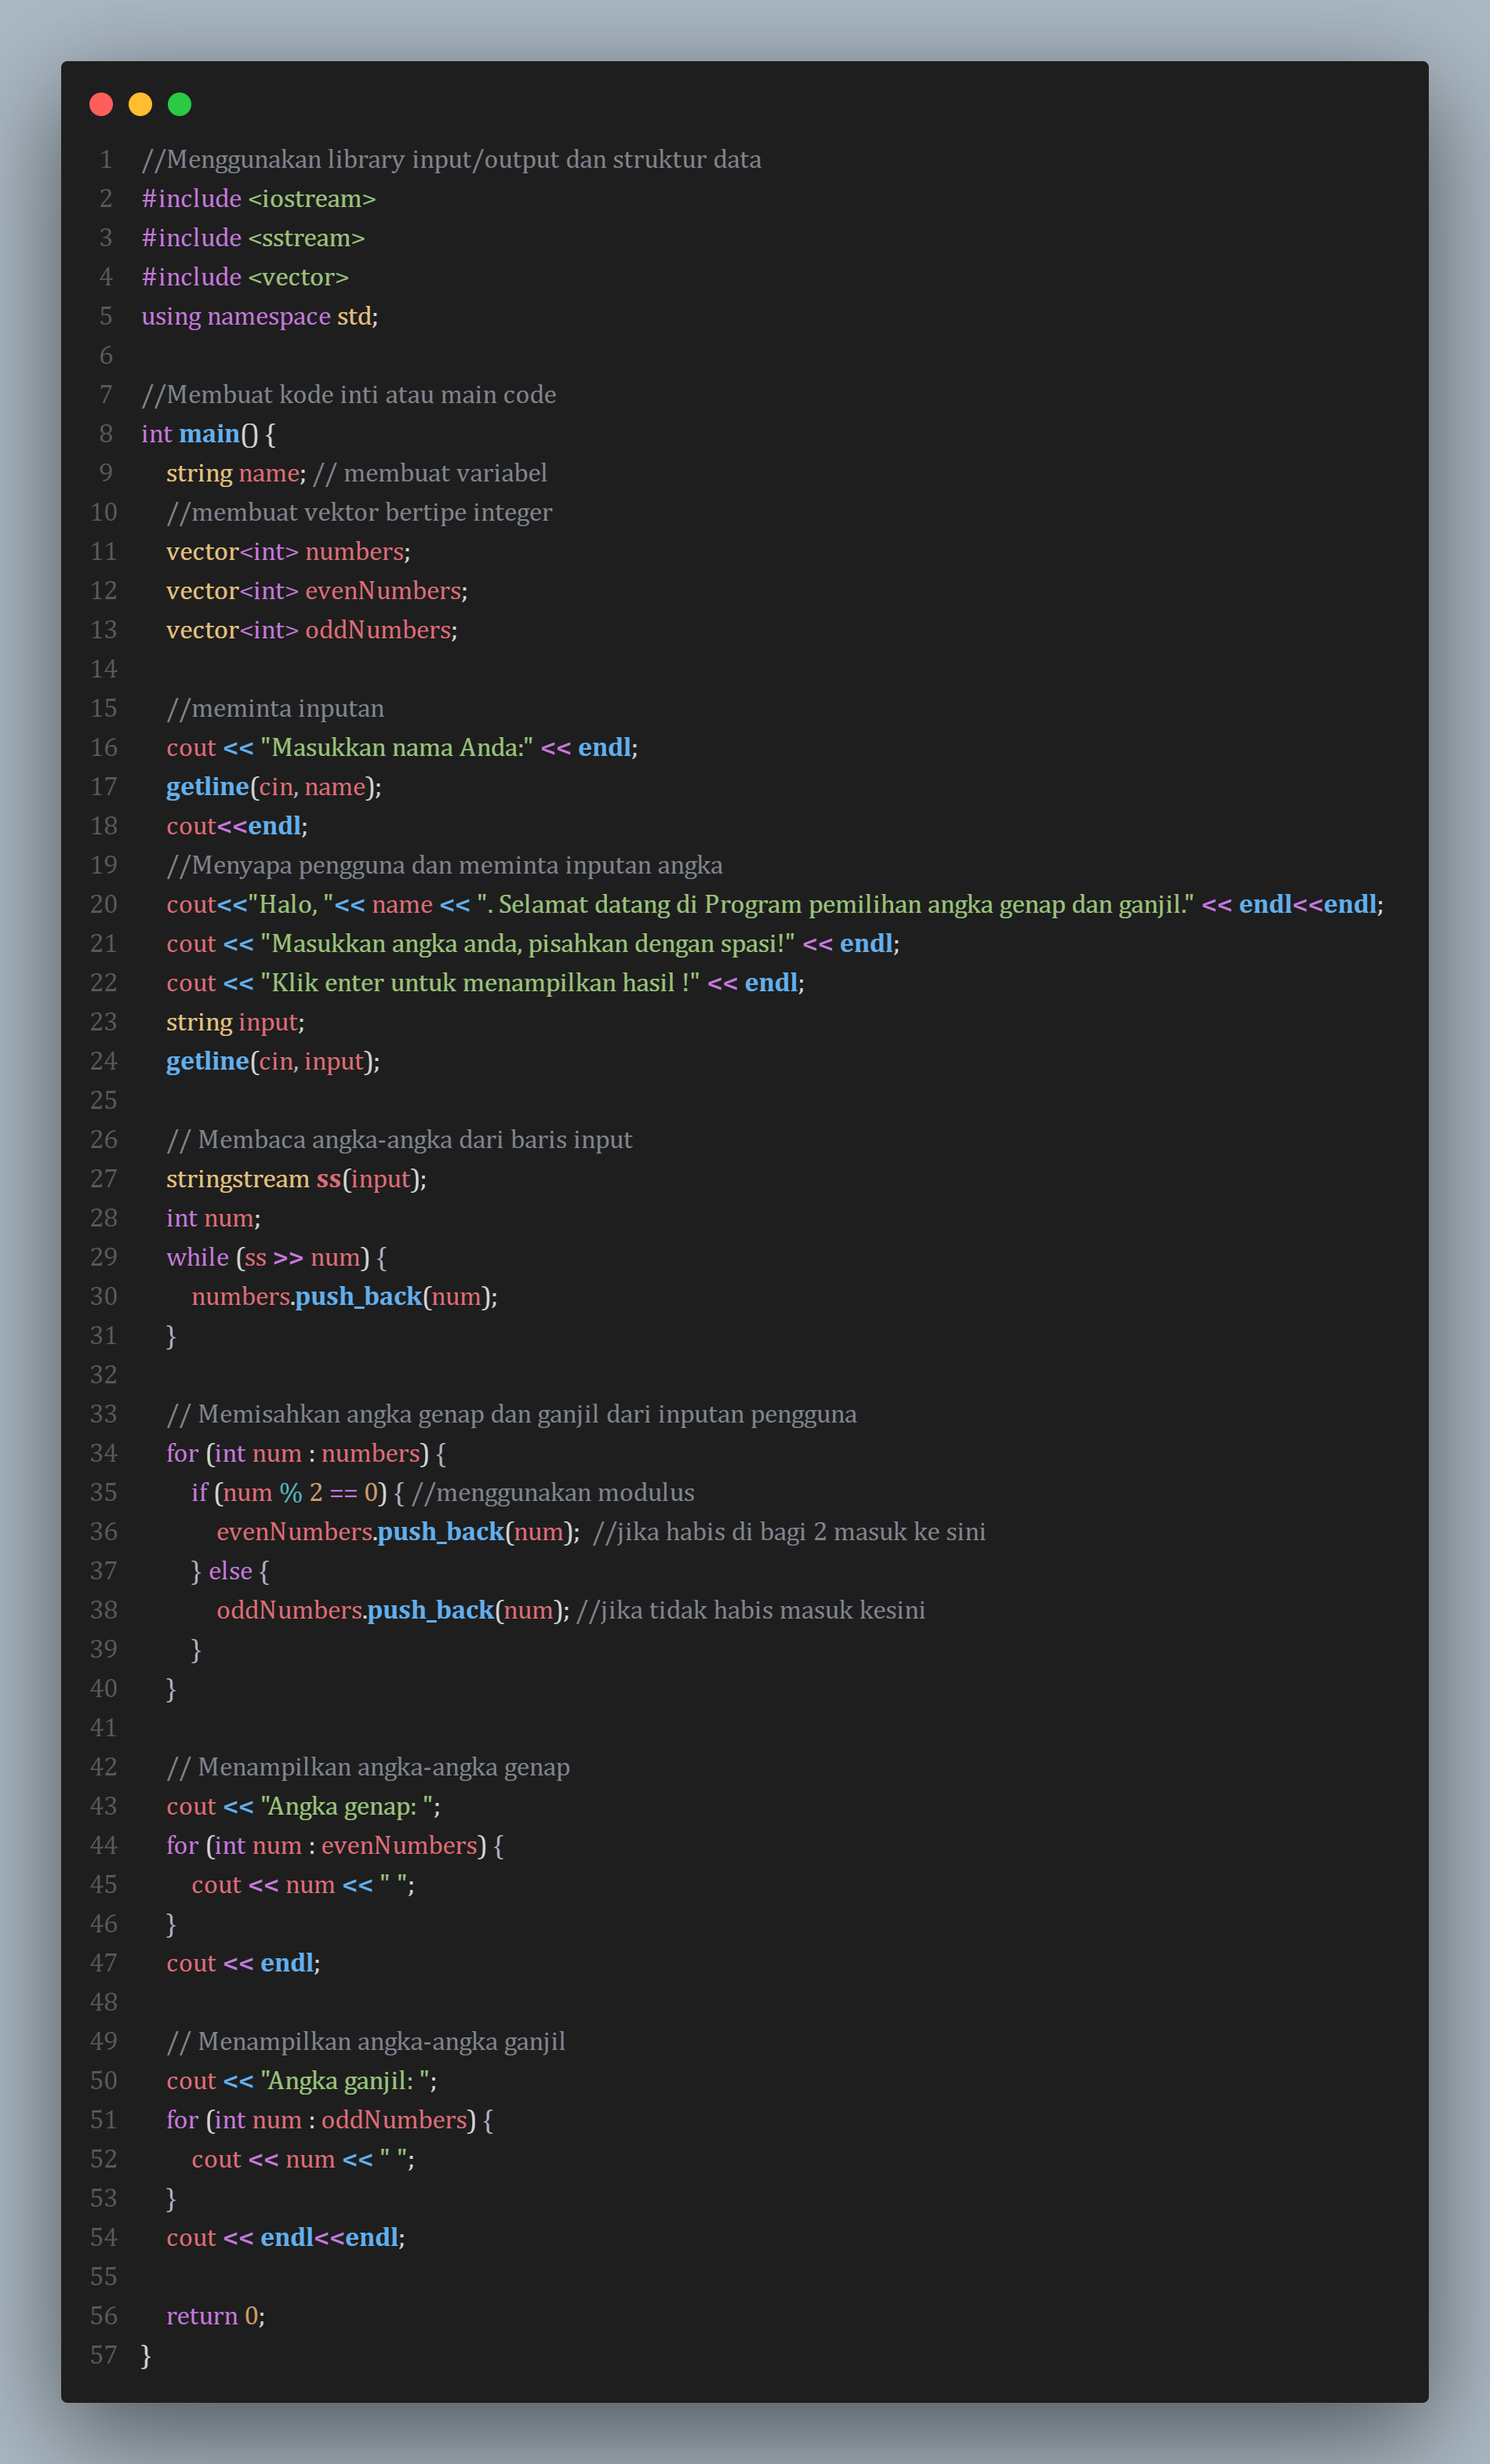 1 //Menggunakan library input/output dan struktur data
2 #include <iostream>
3 #include <sstream>
4 #include <vector>
5 using namespace std;
6
7 //Membuat kode inti atau main code
8 int main() {
9     string name; // membuat variabel
10     //membuat vektor bertipe integer
11     vector<int> numbers;
12     vector<int> evenNumbers;
13     vector<int> oddNumbers;
14
15     //meminta inputan
16     cout << "Masukkan nama Anda:" << endl;
17     getline(cin, name);
18     cout<<endl;
19     //Menyapa pengguna dan meminta inputan angka
20     cout<<"Halo, "<< name << ". Selamat datang di Program pemilihan angka genap dan ganjil." << endl<<endl;
21     cout << "Masukkan angka anda, pisahkan dengan spasi!" << endl;
22     cout << "Klik enter untuk menampilkan hasil !" << endl;
23     string input;
24     getline(cin, input);
25
26     // Membaca angka-angka dari baris input
27     stringstream ss(input);
28     int num;
29     while (ss >> num) {
30         numbers.push_back(num);
31     }
32
33     // Memisahkan angka genap dan ganjil dari inputan pengguna
34     for (int num : numbers) {
35         if (num % 2 == 0) { //menggunakan modulus
36             evenNumbers.push_back(num);  //jika habis di bagi 2 masuk ke sini
37         } else {
38             oddNumbers.push_back(num); //jika tidak habis masuk kesini
39         }
40     }
41
42     // Menampilkan angka-angka genap
43     cout << "Angka genap: ";
44     for (int num : evenNumbers) {
45         cout << num << " ";
46     }
47     cout << endl;
48
49     // Menampilkan angka-angka ganjil
50     cout << "Angka ganjil: ";
51     for (int num : oddNumbers) {
52         cout << num << " ";
53     }
54     cout << endl<<endl;
55
56     return 0;
57 }